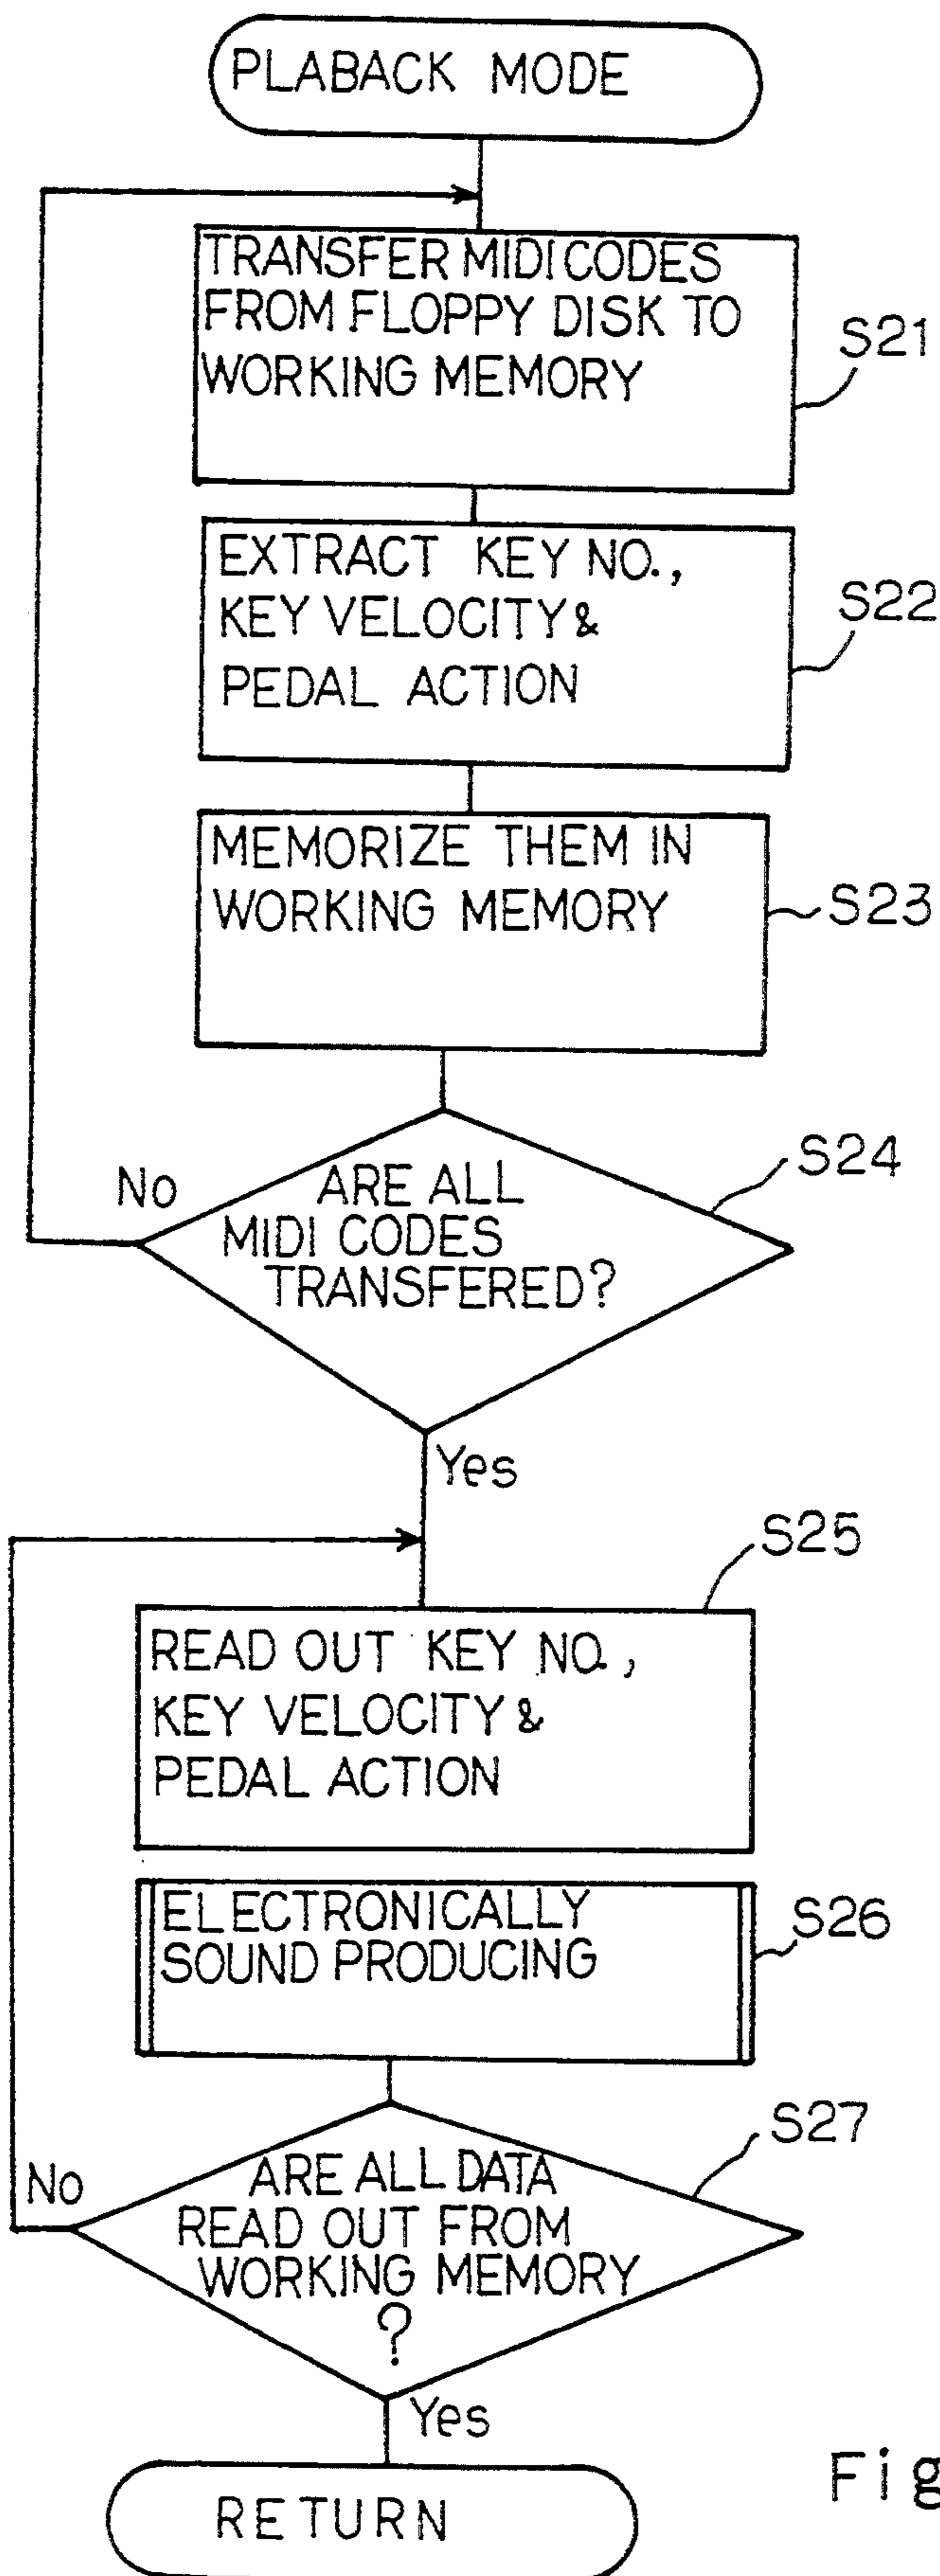 PLABACK MODE
TRANSFER MIDI CODES
FROM FLOPPY DISK TO
WORKING MEMORY
S21
EXTRACT KEY NO.,
KEY VELOCITY &
PEDAL ACTION
S22
MEMORIZE THEM IN
WORKING MEMORY
S23
No
ARE ALL
MIDI CODES
TRANSFERED?
S24
Yes
S25
READ OUT KEY NO.,
KEY VELOCITY &
PEDAL ACTION
ELECTRONICALLY
SOUND PRODUCING
S26
S27
No
ARE ALL DATA
READ OUT FROM
WORKING MEMORY
?
Yes
RETURN
Fig